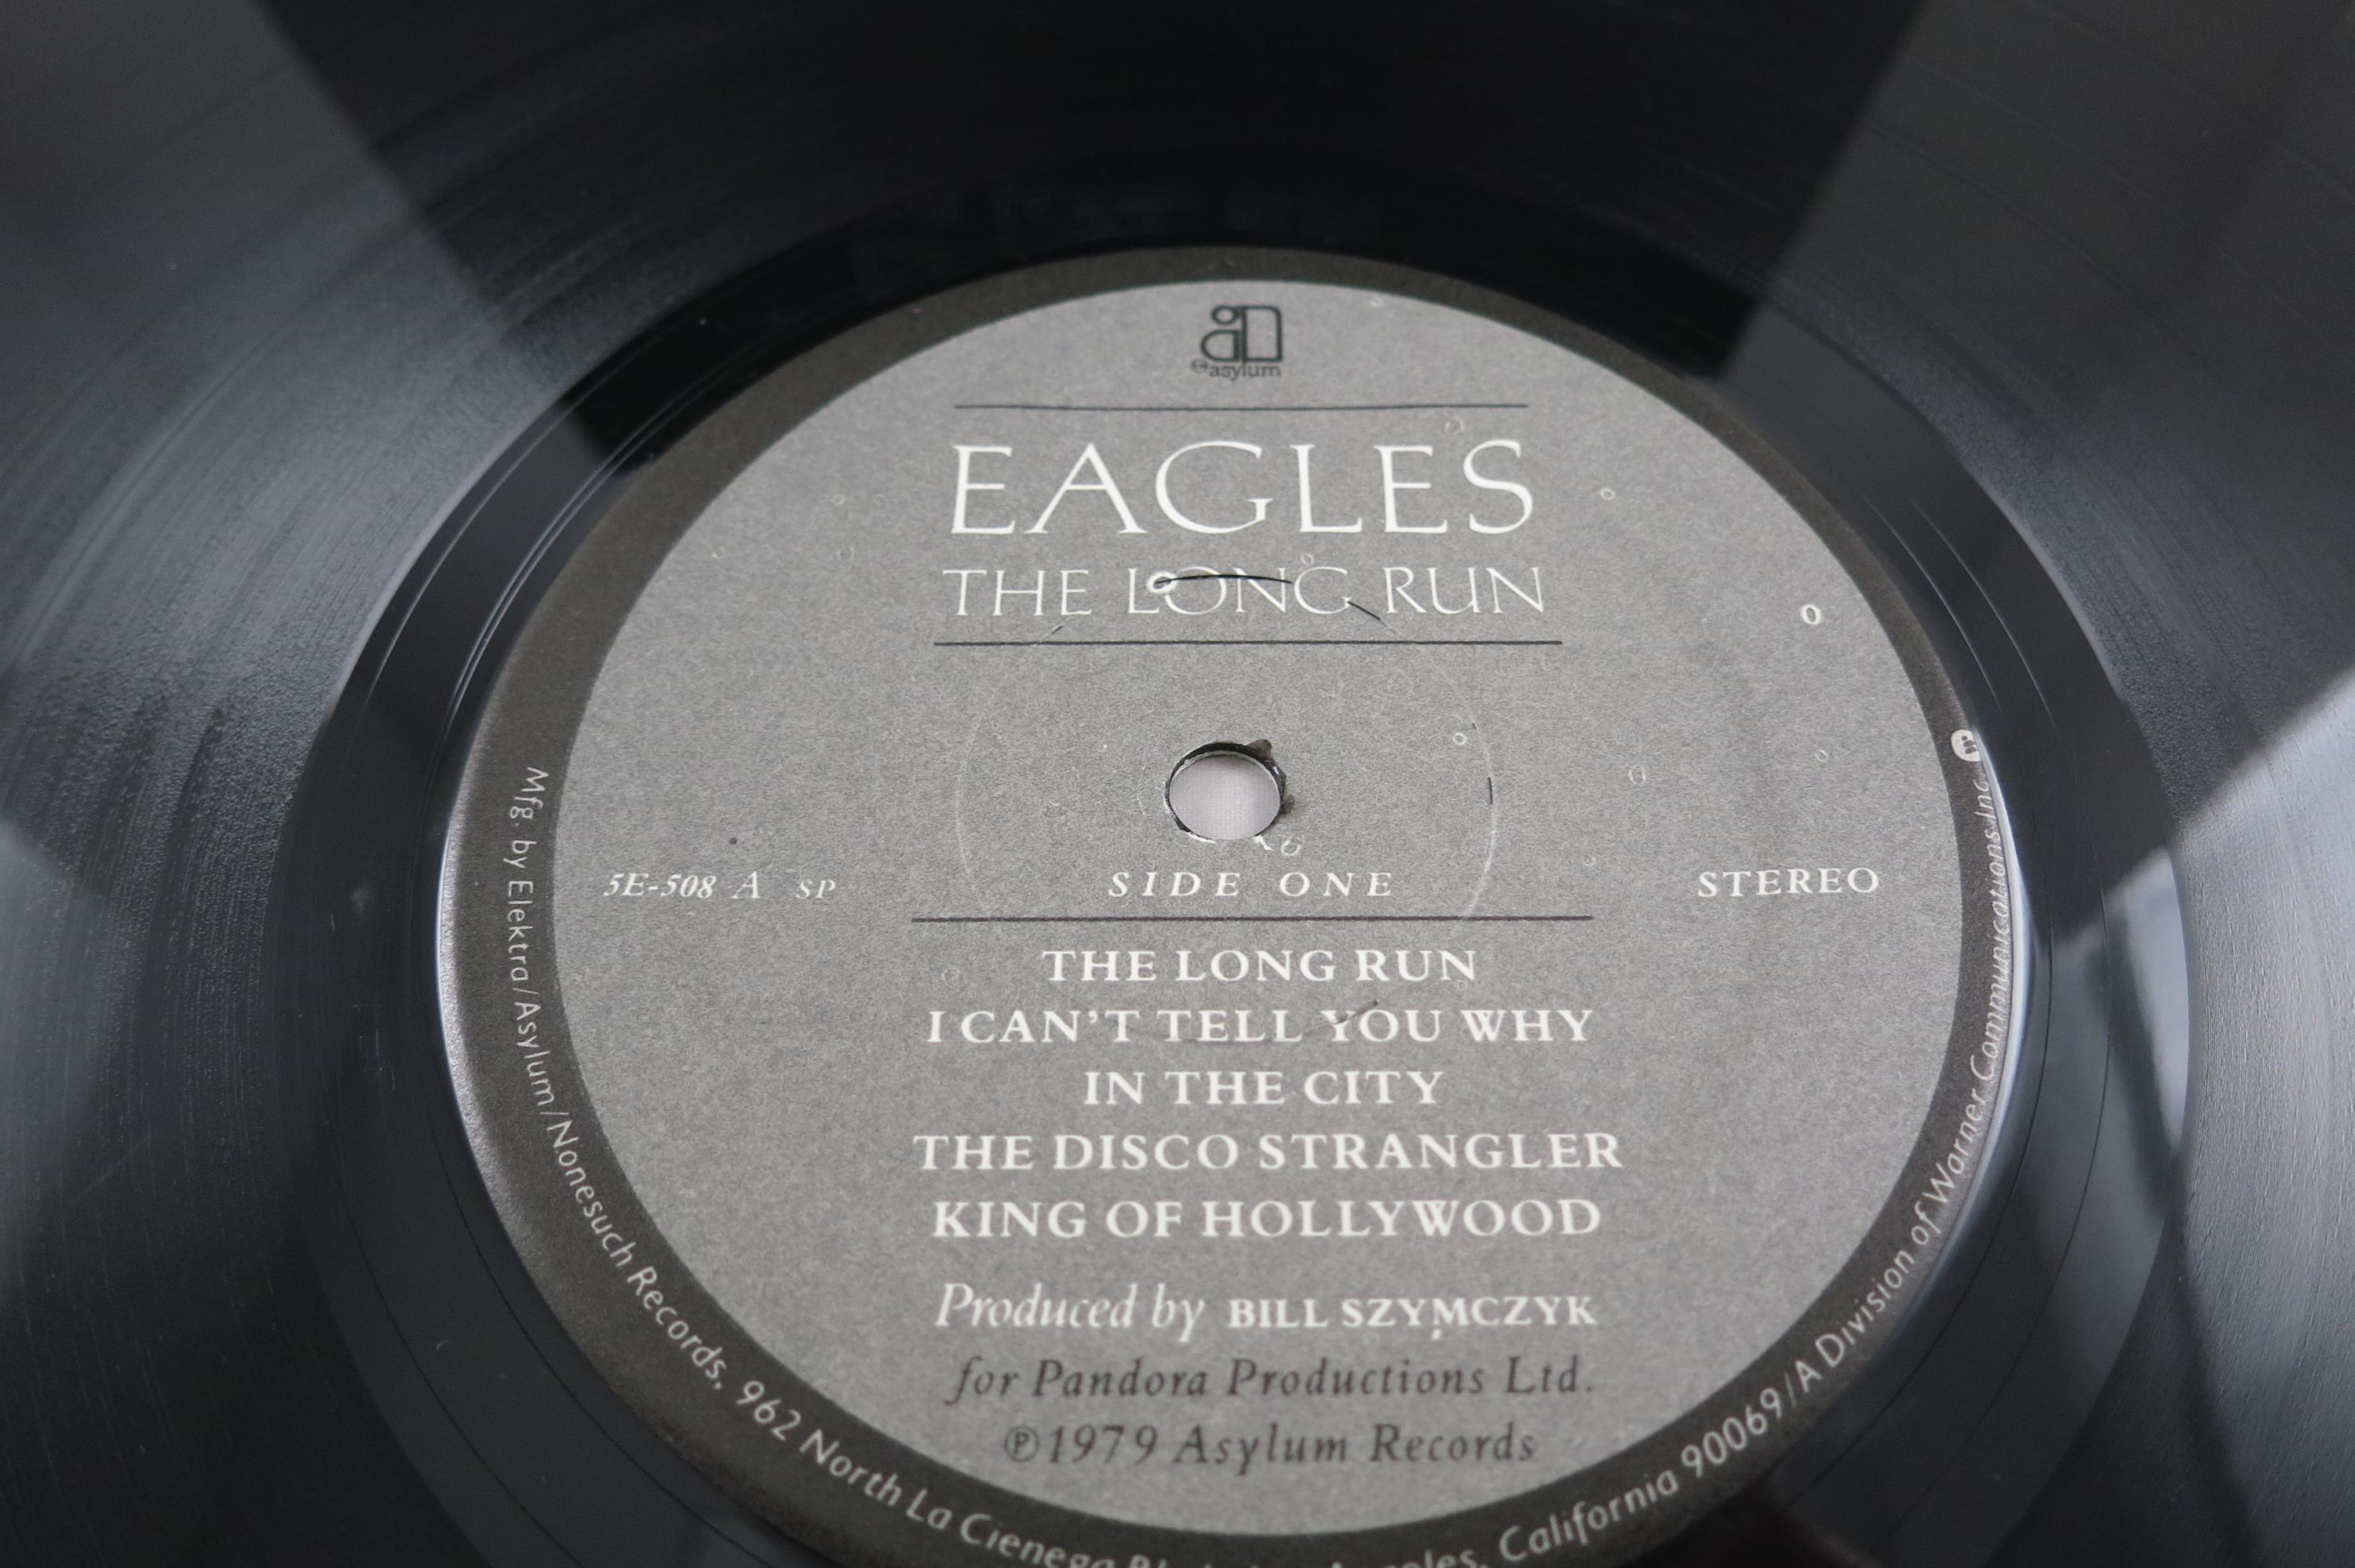 asylum
EAGLES
THE LONG RUN
5E-508 A SP
SIDE ONE
STEREO
THE LONG RUN
I CAN'T TELL YOU WHY
IN THE CITY
THE DISCO STRANGLER
KING OF HOLLYWOOD
Produced by BILL SZYMCZYK
for Pandora Productions Ltd.
℗1979 Asylum Records
Mfg. by Elektra/Asylum/Nonesuch Records, 962 North La Cienega California 90069/A Division of Warner Communications Inc.